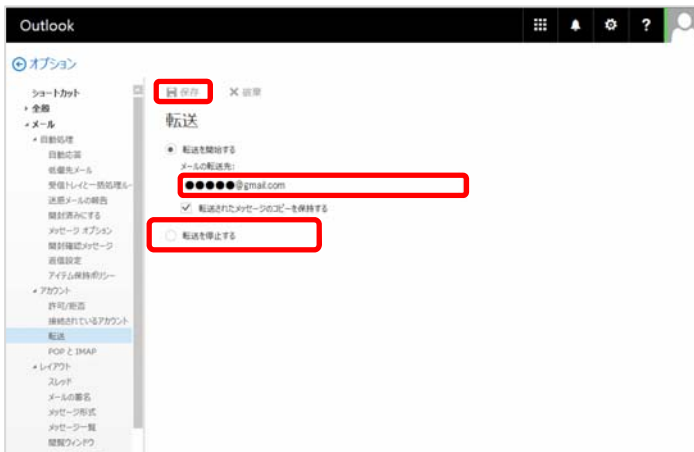 Outlook
?
オプション
ショートカット
全般
メール
自動処理
自動応答
低優先メール
受信トレイと一括処理ル-
迷惑メールの報告
開封済みにする
メッセージ オプション
開封確認メッセージ
返信設定
アイテム保持ポリシー
アカウント
許可/拒否
接続されているアカウント
転送
POP と IMAP
レイアウト
スレッド
メールの署名
メッセージ形式
メッセージ一覧
閲覧ウィンドウ
保存 ✕ 破棄
転送
転送を開始する
メールの転送先:
●●●●●@gmail.com
転送されたメッセージのコピーを保持する
転送を停止する